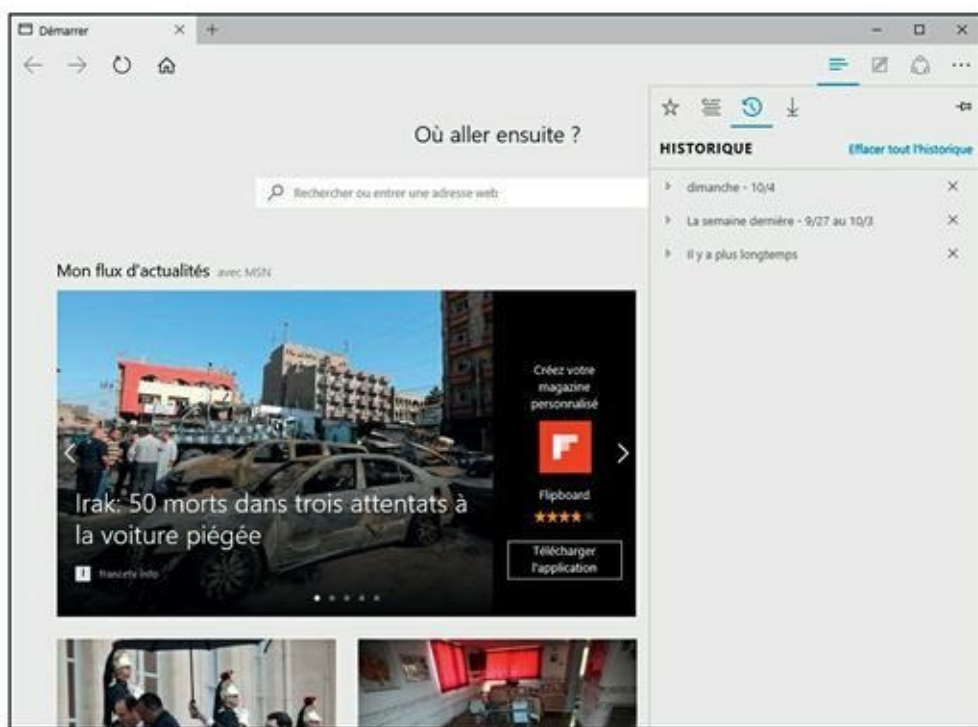 Démarrer
Où aller ensuite ?
Rechercher ou entrer une adresse web
Mon flux d'actualités avec MSN
Irak: 50 morts dans trois attentats à
la voiture piégée
francetv info
Créez votre
magazine
personnalisé
Flipboard
Télécharger
l'application
HISTORIQUE
Effacer tout l'historique
dimanche - 10/4
La semaine dernière - 9/27 au 10/3
Il y a plus longtemps